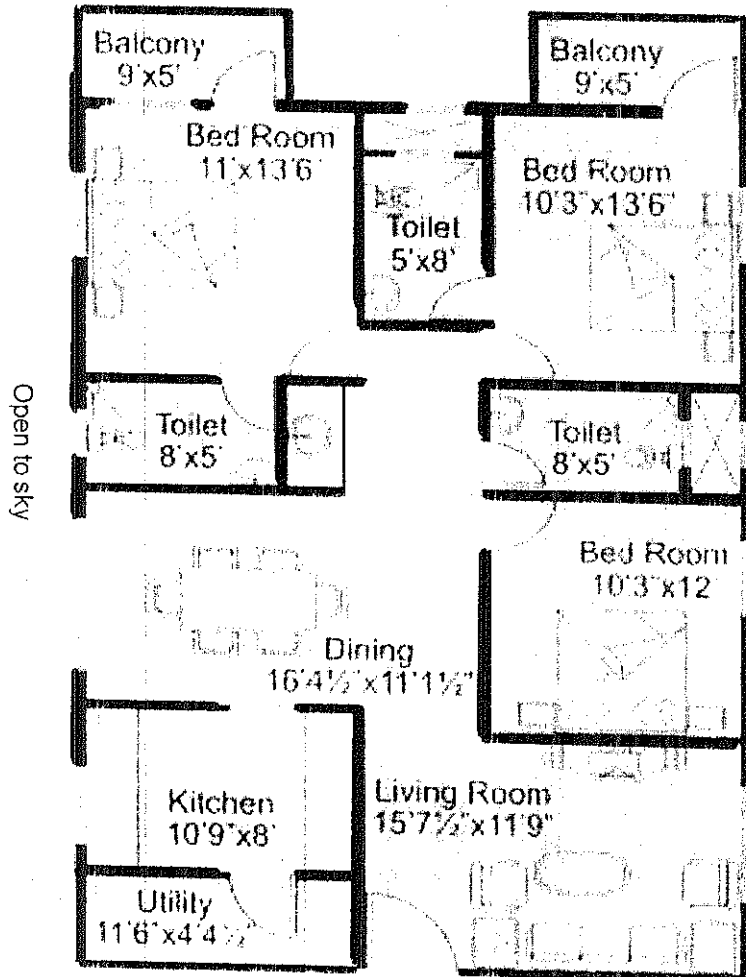 Balcony
9'x5'
Balcony
9'x5'
Bed Room
11'x13'6
Bed Room
10'3"x13'6"
Toilet
5'x8'
Toilet
8'x5'
Toilet
8'x5'
Open to sky
Bed Room
10'3"x12
Dining
16'4½"x11'1½"
Kitchen
10'9"x8'
Living Room
15'7½"x11'9"
Utility
11'6"x4'4½"